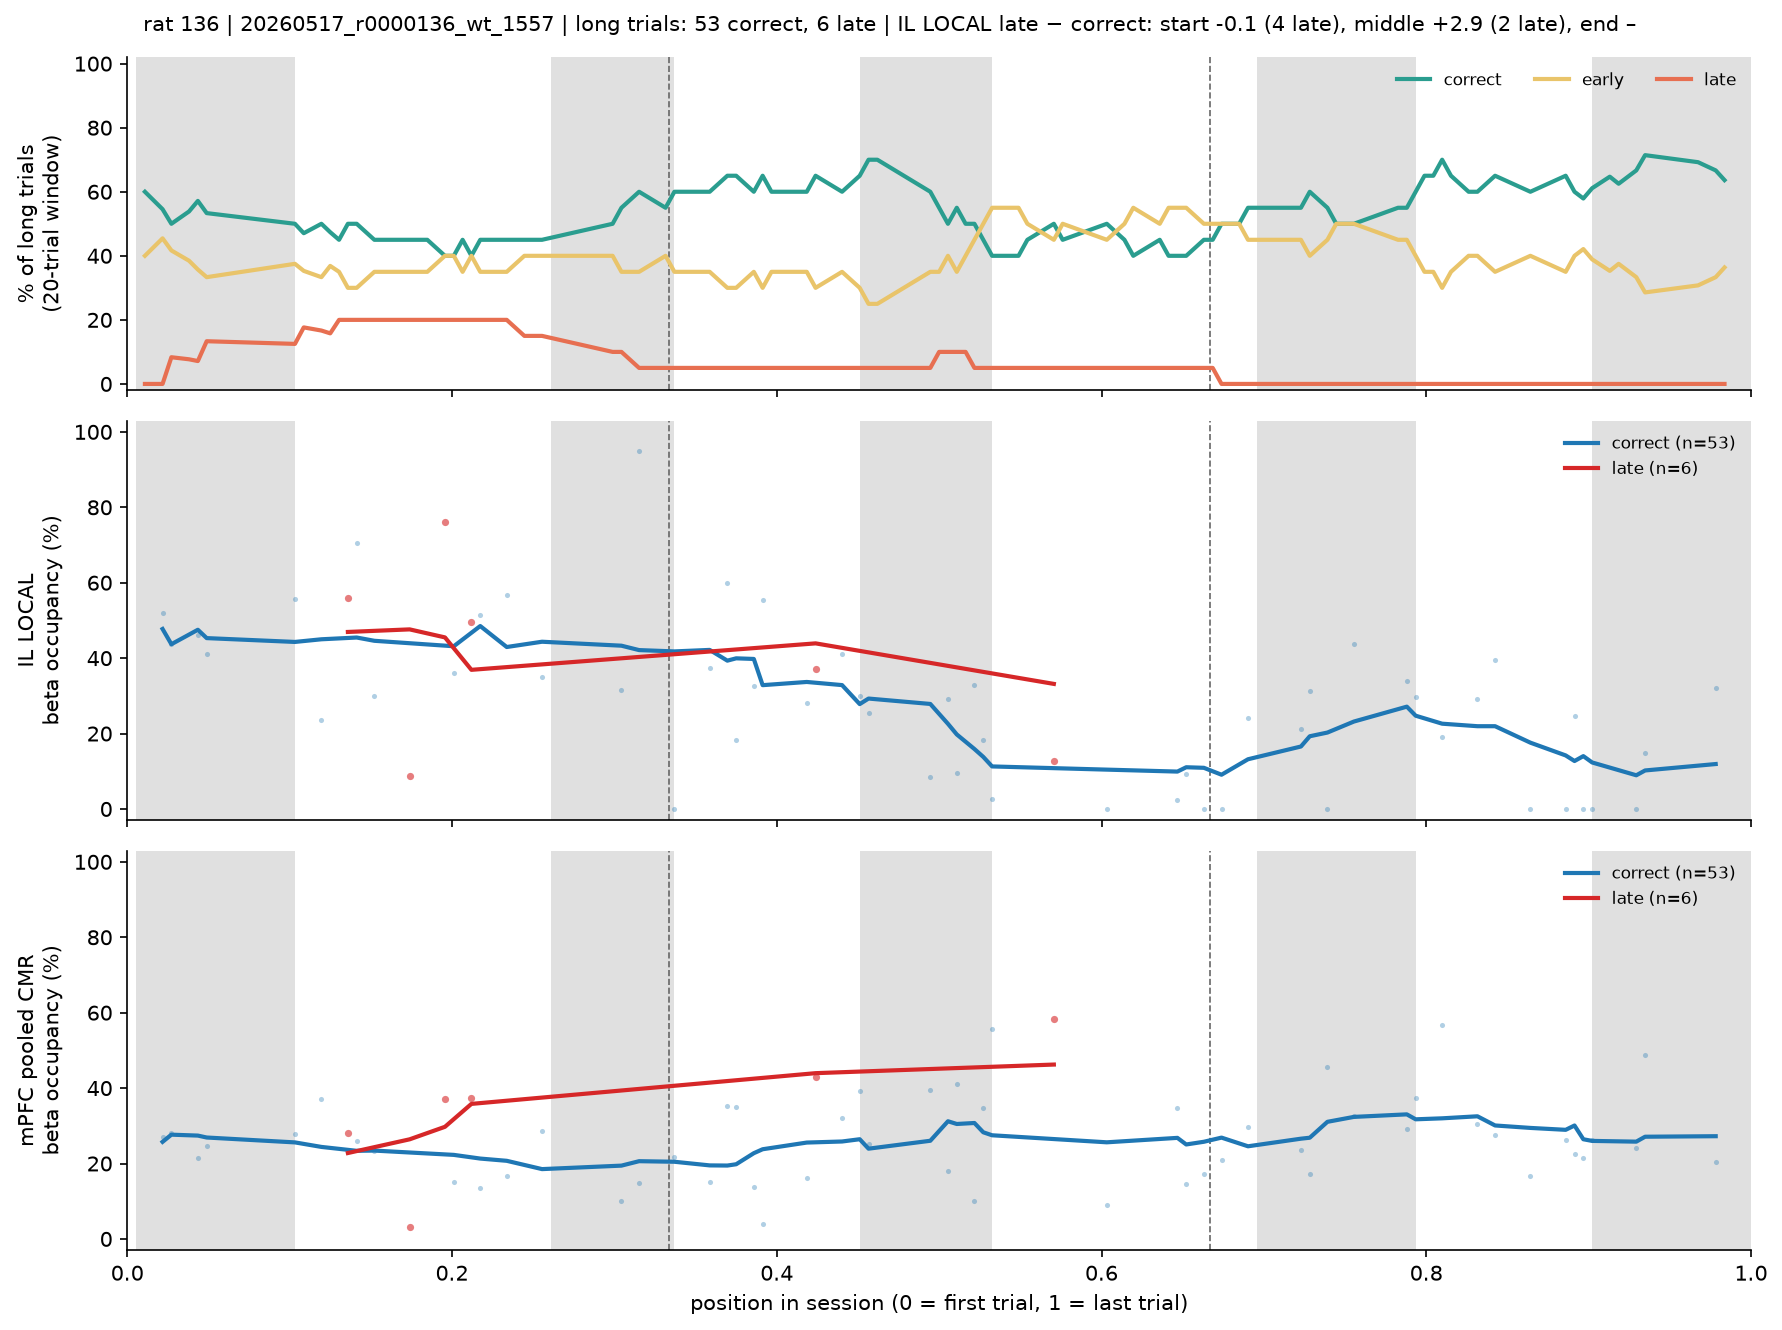 rat 136 | 20260517_r0000136_wt_1557 | long trials: 53 correct, 6 late | IL LOCAL late − correct: start -0.1 (4 late), middle +2.9 (2 late), end –
% of long trials
(20-trial window)
100
80
60
40
20
0
correct
early
late
IL LOCAL
beta occupancy (%)
100
80
60
40
20
0
correct (n=53)
late (n=6)
mPFC pooled CMR
beta occupancy (%)
100
80
60
40
20
0
correct (n=53)
late (n=6)
0.0
0.2
0.4
0.6
0.8
1.0
position in session (0 = first trial, 1 = last trial)